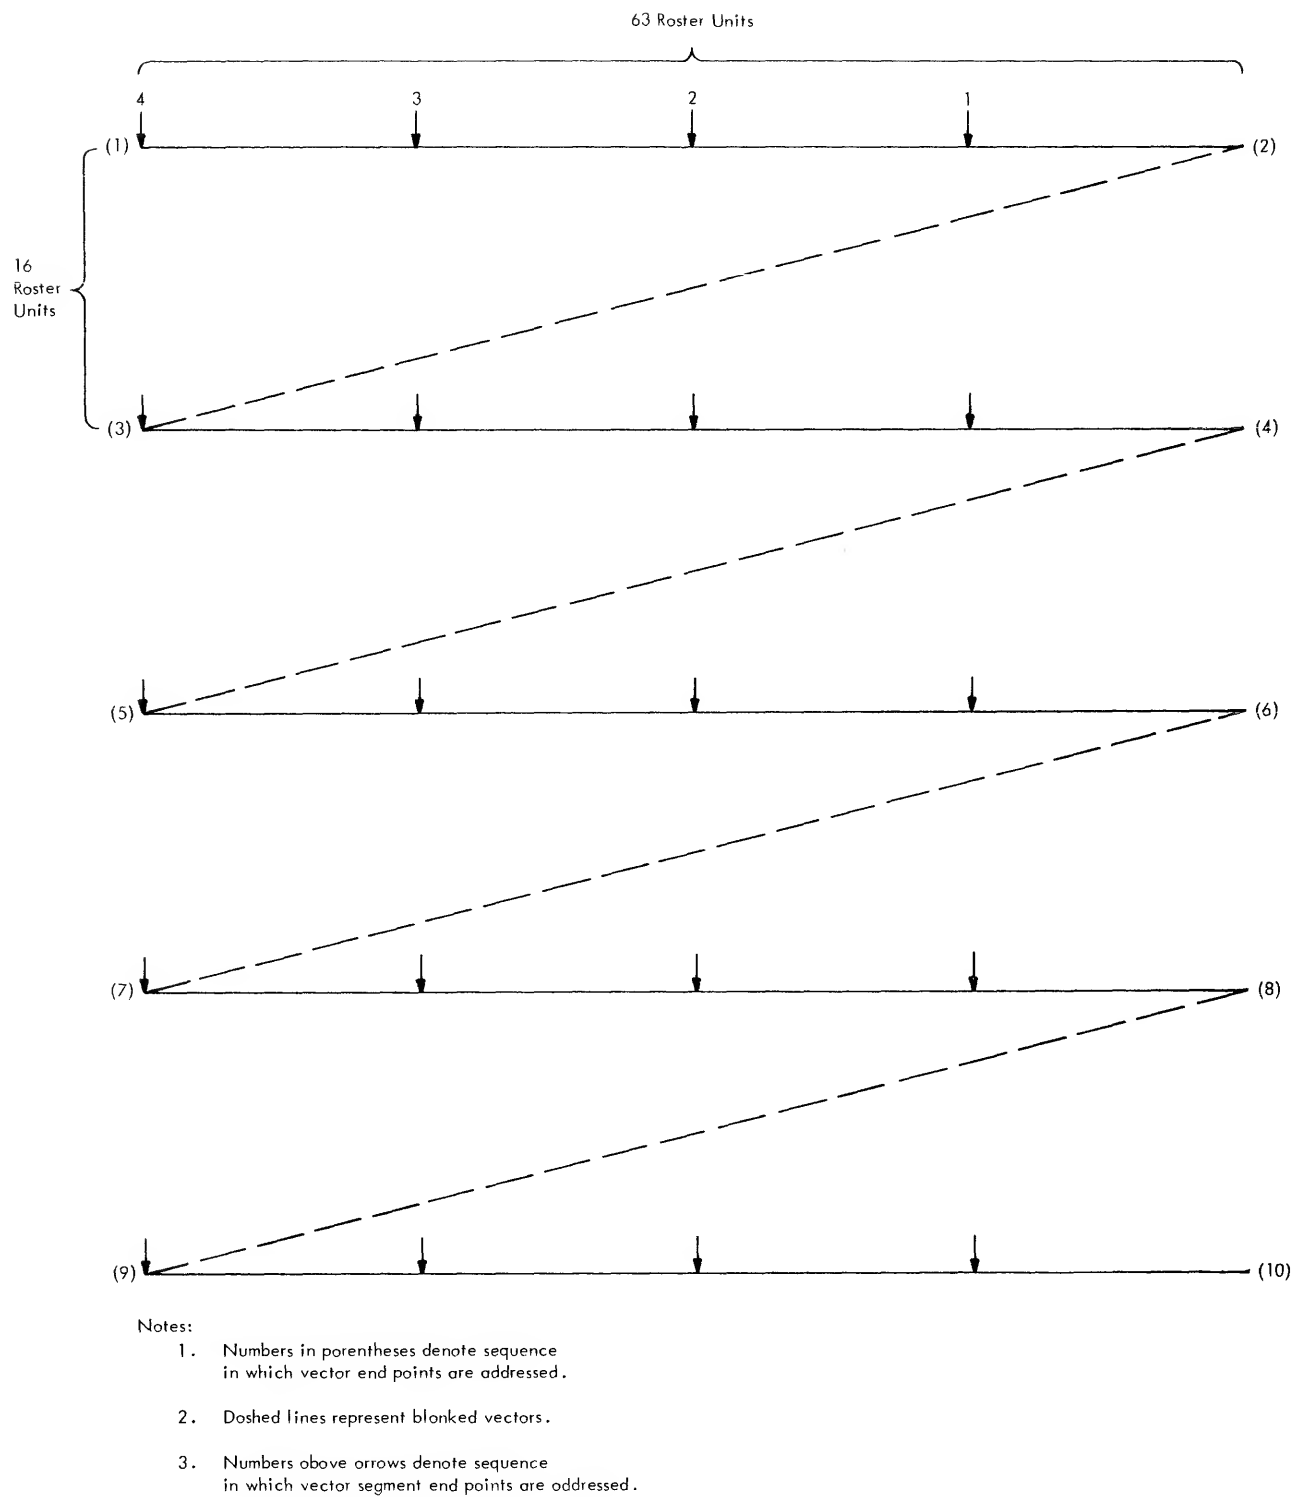 63 Roster Units
4 3 2 1
(1) (2)
16
Roster
Units
(3) (4)
(5) (6)
(7) (8)
(9) (10)
Notes:
1. Numbers in porentheses denote sequence
in which vector end points are addressed.
2. Doshed lines represent blonked vectors.
3. Numbers obove orrows denote sequence
in which vector segment end points are oddressed.